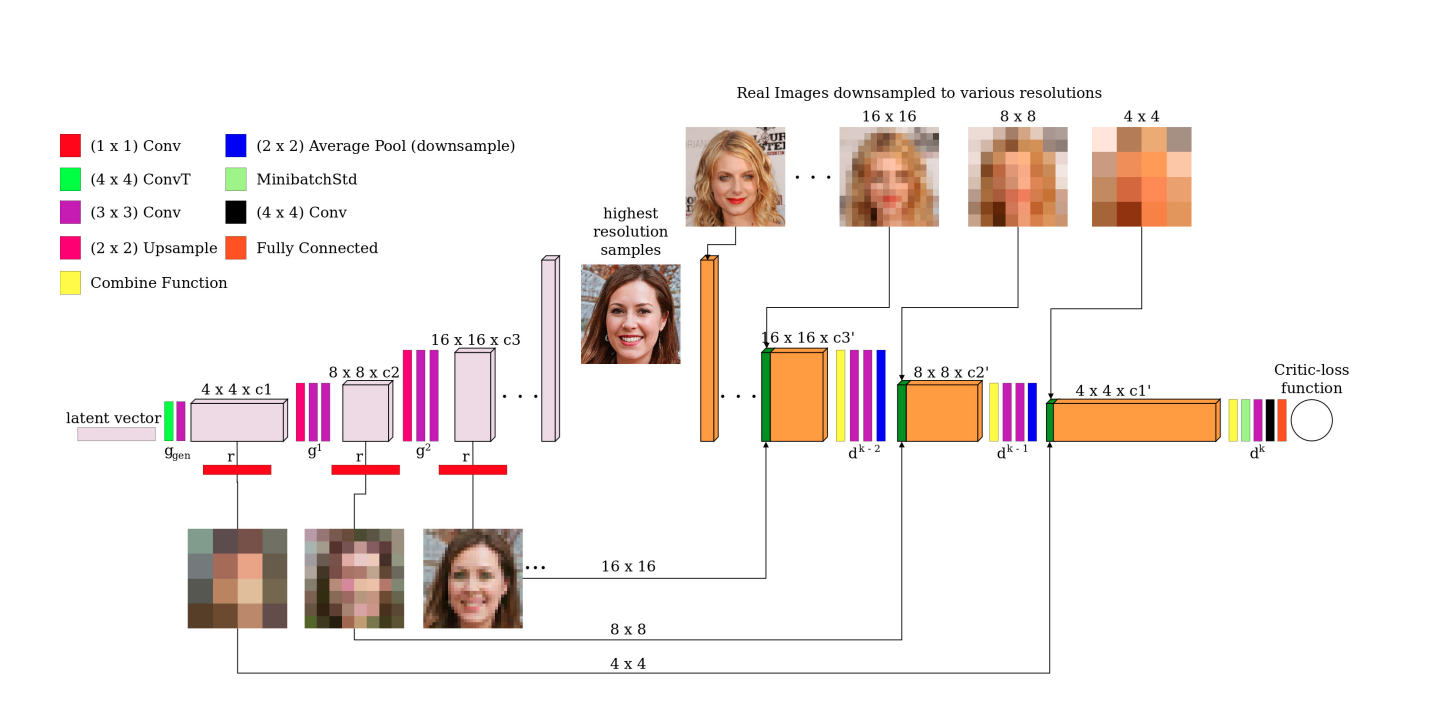 Real Images downsampled to various resolutions
16 x 16
8 x 8
4 x 4
(1 x 1) Conv
(2 x 2) Average Pool (downsample)
(4 x 4) ConvT
MinibatchStd
(3 x 3) Conv
(4 x 4) Conv
(2 x 2) Upsample
Fully Connected
Combine Function
highest
resolution
samples
16 x 16 x c3
16 x 16 x c3'
8 x 8 x c2
8 x 8 x c2'
4 x 4 x c1
4 x 4 x c1'
Critic-loss
function
latent vector
. . .
. . .
. . .
g_gen
r
g^1
r
g^2
r
d^k - 2
d^k - 1
d^k
...
16 x 16
8 x 8
4 x 4